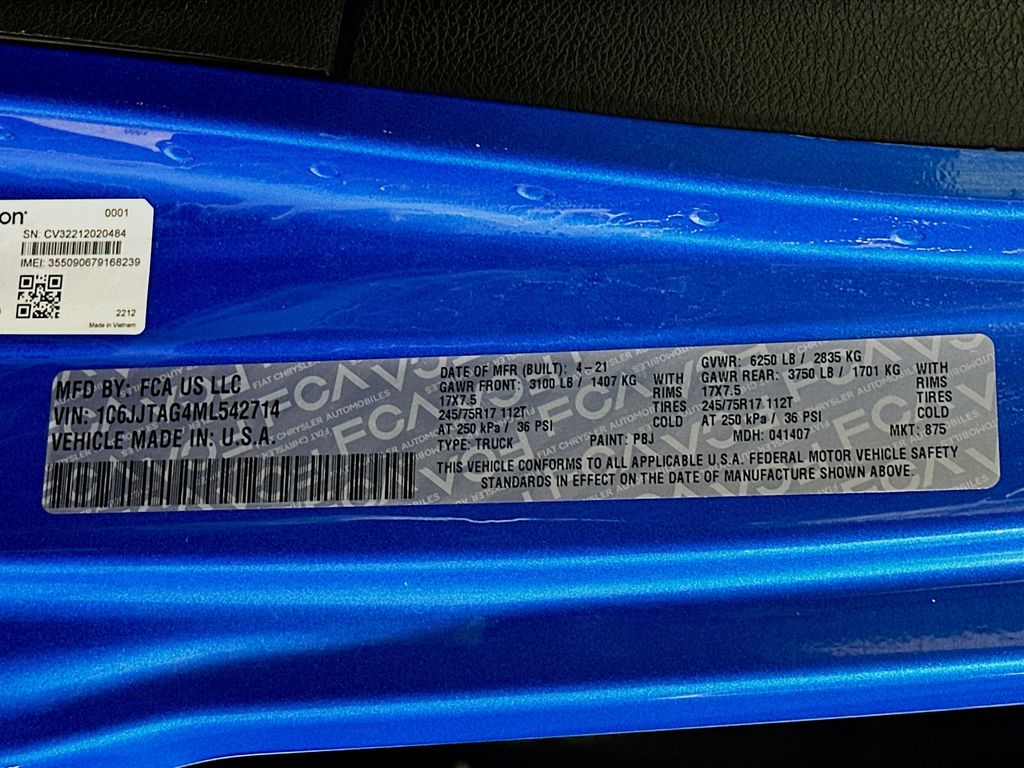 on®
0001
SN: CV32212020484
IMEI: 355090679168239
2212
Made in Vietnam
MFD BY: FCA US LLC
VIN: 1C6JJTAG4ML542714
VEHICLE MADE IN: U.S.A.
DATE OF MFR (BUILT): 4-21
GAWR FRONT: 3100 LB / 1407 KG
17X7.5
245/75R17 112T
AT 250 kPa / 36 PSI
TYPE: TRUCK
WITH
RIMS
TIRES
COLD
PAINT: PBJ
GVWR: 6250 LB / 2835 KG
GAWR REAR: 3750 LB / 1701 KG
17X7.5
245/75R17 112T
AT 250 kPa / 36 PSI
MDH: 041407
WITH
RIMS
TIRES
COLD
MKT: 875
THIS VEHICLE CONFORMS TO ALL APPLICABLE U.S.A. FEDERAL MOTOR VEHICLE SAFETY
STANDARDS IN EFFECT ON THE DATE OF MANUFACTURE SHOWN ABOVE.